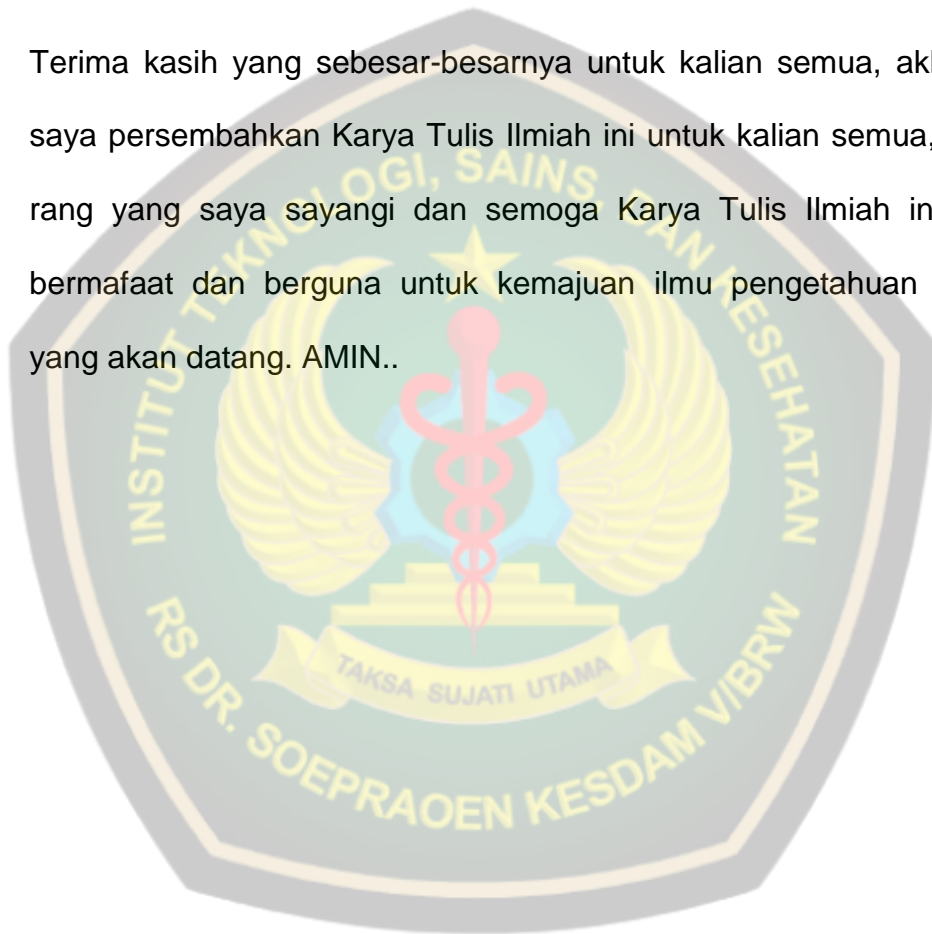 Terima kasih yang sebesar-besarnya untuk kalian semua, ak
saya persembahkan Karya Tulis Ilmiah ini untuk kalian semua,
rang yang saya sayangi dan semoga Karya Tulis Ilmiah in
bermafaat dan berguna untuk kemajuan ilmu pengetahuan
yang akan datang. AMIN..
INSTITUT TEKNOLOGI, SAINS, DAN KESEHATAN
TAKSA SUJATI UTAMA
RS DR. SOEPRAOEN KESDAM V/BRW